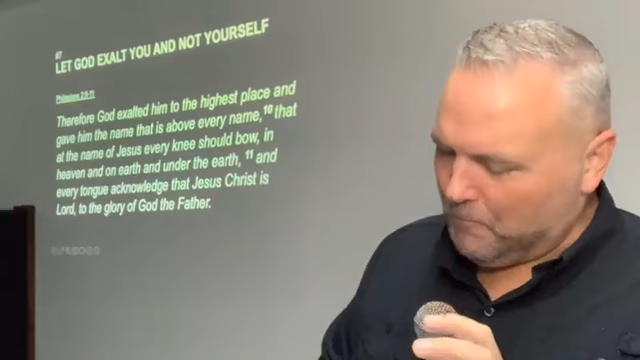 #7
LET GOD EXALT YOU AND NOT YOURSELF
Philippians 2:9-11
Therefore God exalted him to the highest place and
gave him the name that is above every name, 10 that
at the name of Jesus every knee should bow, in
heaven and on earth and under the earth, 11 and
every tongue acknowledge that Jesus Christ is
Lord, to the glory of God the Father.